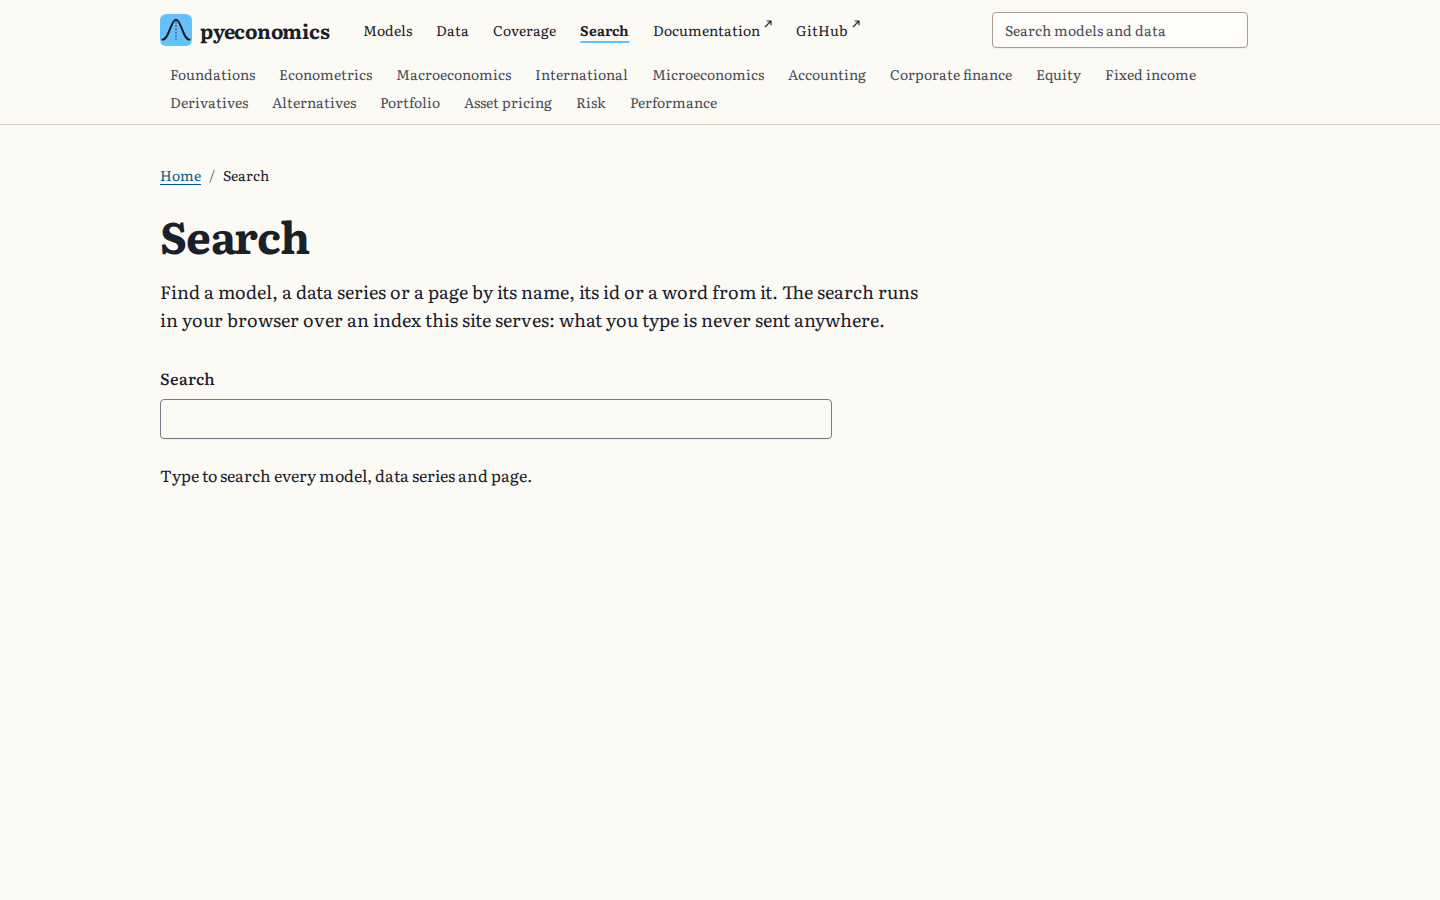 pyeconomics Models Data Coverage Search Documentation ↗ GitHub ↗ Search models and data
Foundations Econometrics Macroeconomics International Microeconomics Accounting Corporate finance Equity Fixed income
Derivatives Alternatives Portfolio Asset pricing Risk Performance
Home / Search
Search
Find a model, a data series or a page by its name, its id or a word from it. The search runs
in your browser over an index this site serves: what you type is never sent anywhere.
Search
Type to search every model, data series and page.